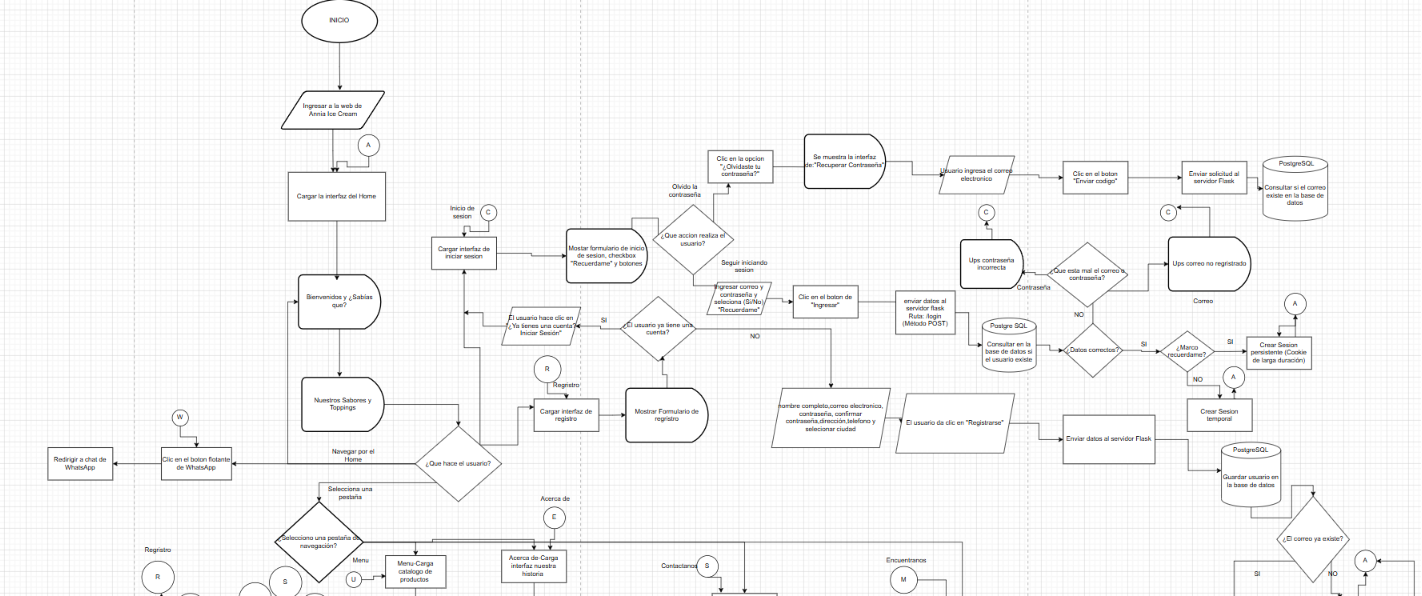 INICIO
Ingresar a la web de
Annia Ice Cream
A
Cargar la interfaz del Home
Bienvenidos y ¿Sabías
que?
Nuestros Sabores y
Toppings
W
Redirigir a chat de
WhatsApp
Clic en el boton flotante
de WhatsApp
Navegar por el
Home
¿Que hace el usuario?
Selecciona una
pestaña
¿Selecciono una pestaña de
navegación?
Inicio de
sesion
C
Cargar interfaz de
iniciar sesion
Mostar formulario de inicio
de sesion, checkbox
"Recuerdame" y botones
Olvido la
contraseña
¿Que accion realiza el
usuario?
Clic en la opcion
"¿Olvidaste tu
contraseña?"
Se muestra la interfaz
de:"Recuperar Contraseña"
Usuario ingresa el correo
electronico
Clic en el boton
"Enviar codigo"
Enviar solicitud al
servidor Flask
PostgreSQL
Consultar si el correo
existe en la base de
datos
Seguir iniciando
sesion
Ingresar correo y
contraseña y
seleciona (Si/No)
"Recuerdame"
Clic en el boton de
"Ingresar"
enviar datos al
servidor flask
Ruta: /login
(Método POST)
Postgre SQL
Consultar en la
base de datos si
el usuario existe
¿Datos correctos?
NO
¿Que esta mal el correo o
contraseña?
Contraseña
Ups contraseña
incorrecta
C
C
Ups correo no regristrado
Correo
SI
¿Marco
recuerdame?
SI
Crear Sesion
persistente (Cookie
de larga duración)
A
NO
A
Crear Sesion
temporal
El usuario hace clic en
"¿Ya tienes una cuenta?
Iniciar Sesión"
SI
¿El usuario ya tiene una
cuenta?
NO
R
Regristro
Cargar interfaz de
registro
Mostrar Formulario de
regristro
nombre completo,correo electronico,
contraseña, confirmar
contraseña,dirección,telefono y
selecionar ciudad
El usuario da clic en "Registrarse"
Enviar datos al servidor Flask
PostgreSQL
Guardar usuario en
la base de datos
¿El correo ya existe?
SI
NO
A
Acerca de
E
Acerca de-Carga
interfaz nuestra
historia
Regristro
R
S
Menu
U
Menu-Carga
catalogo de
productos
Contactanos
S
Encuentranos
M